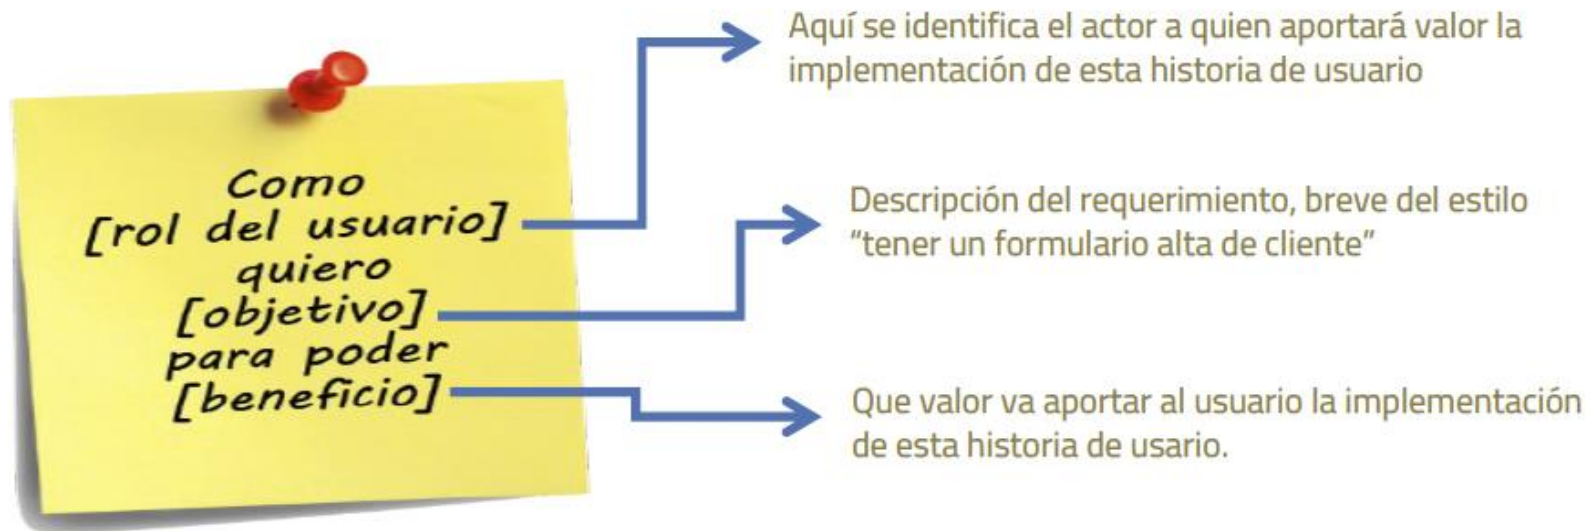 Como
[rol del usuario]
quiero
[objetivo]
para poder
[beneficio]
Aquí se identifica el actor a quien aportará valor la
implementación de esta historia de usuario
Descripción del requerimiento, breve del estilo
“tener un formulario alta de cliente”
Que valor va aportar al usuario la implementación
de esta historia de usario.